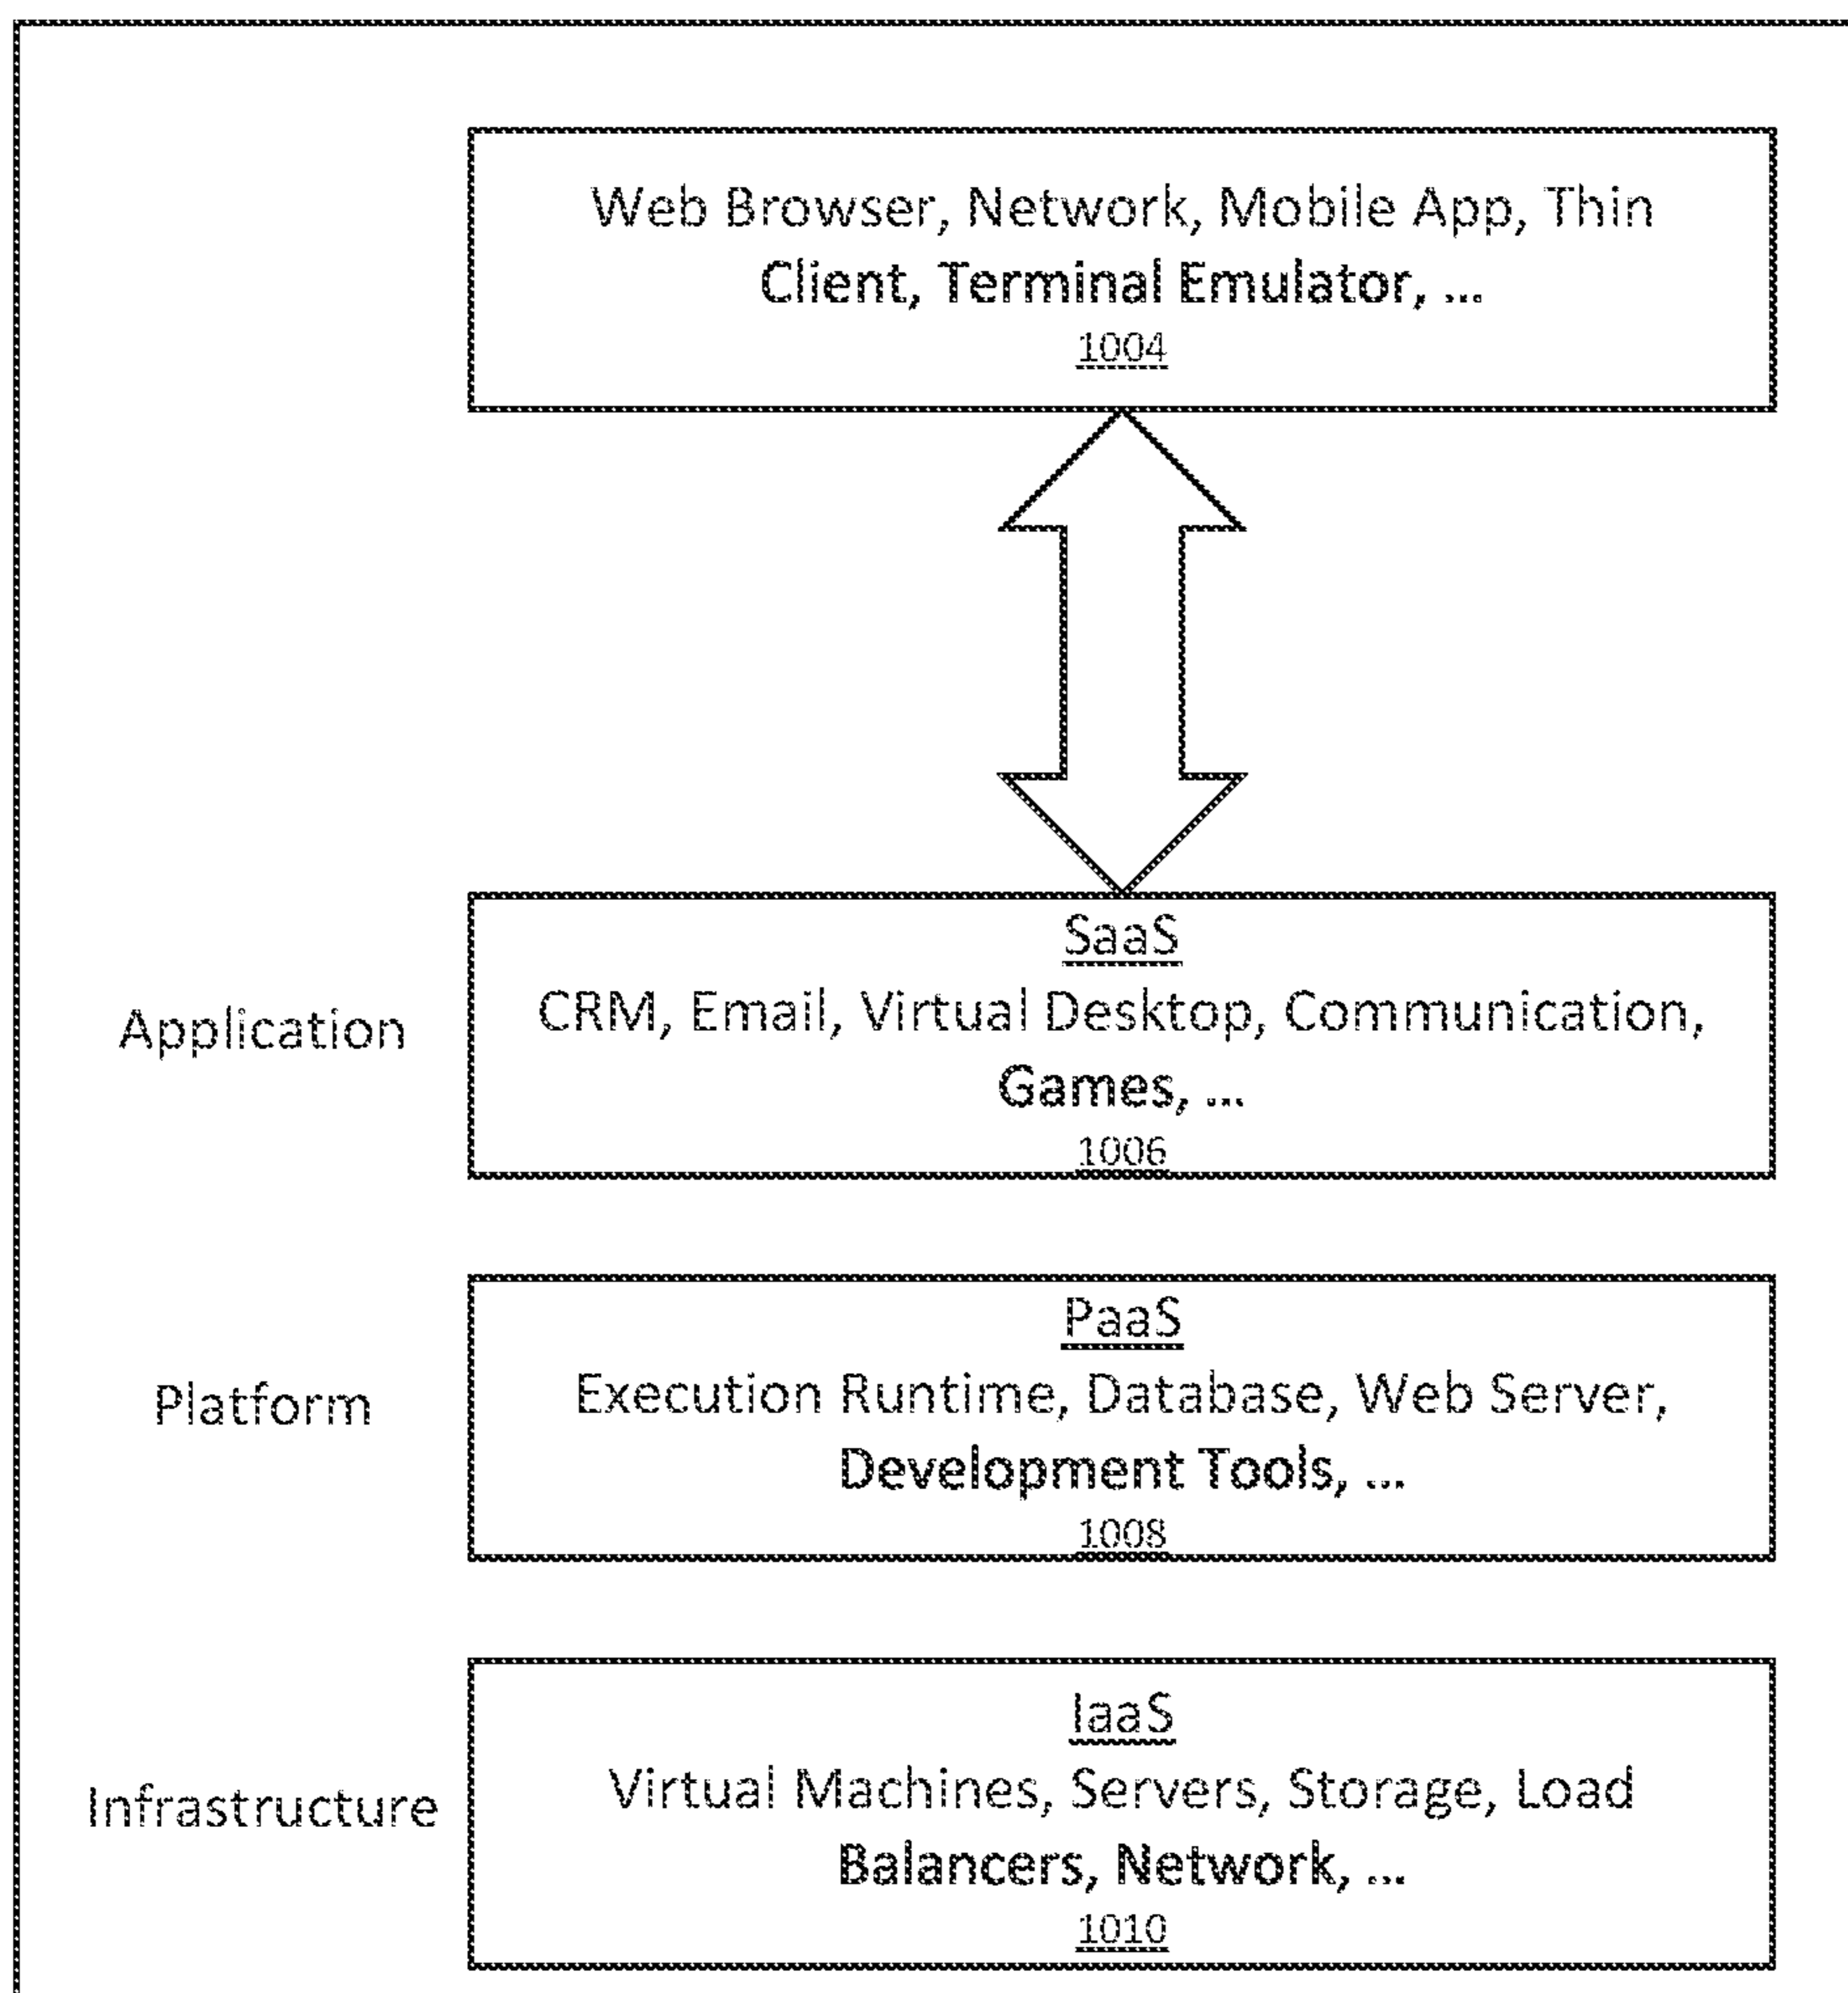 Web Browser, Network, Mobile App, Thin
Client, Terminal Emulator, ...
1004
SaaS
Application
CRM, Email, Virtual Desktop, Communication,
Games, ...
1006
PaaS
Platform
Execution Runtime, Database, Web Server,
Development Tools, ...
1008
IaaS
Infrastructure
Virtual Machines, Servers, Storage, Load
Balancers, Network, ...
1010